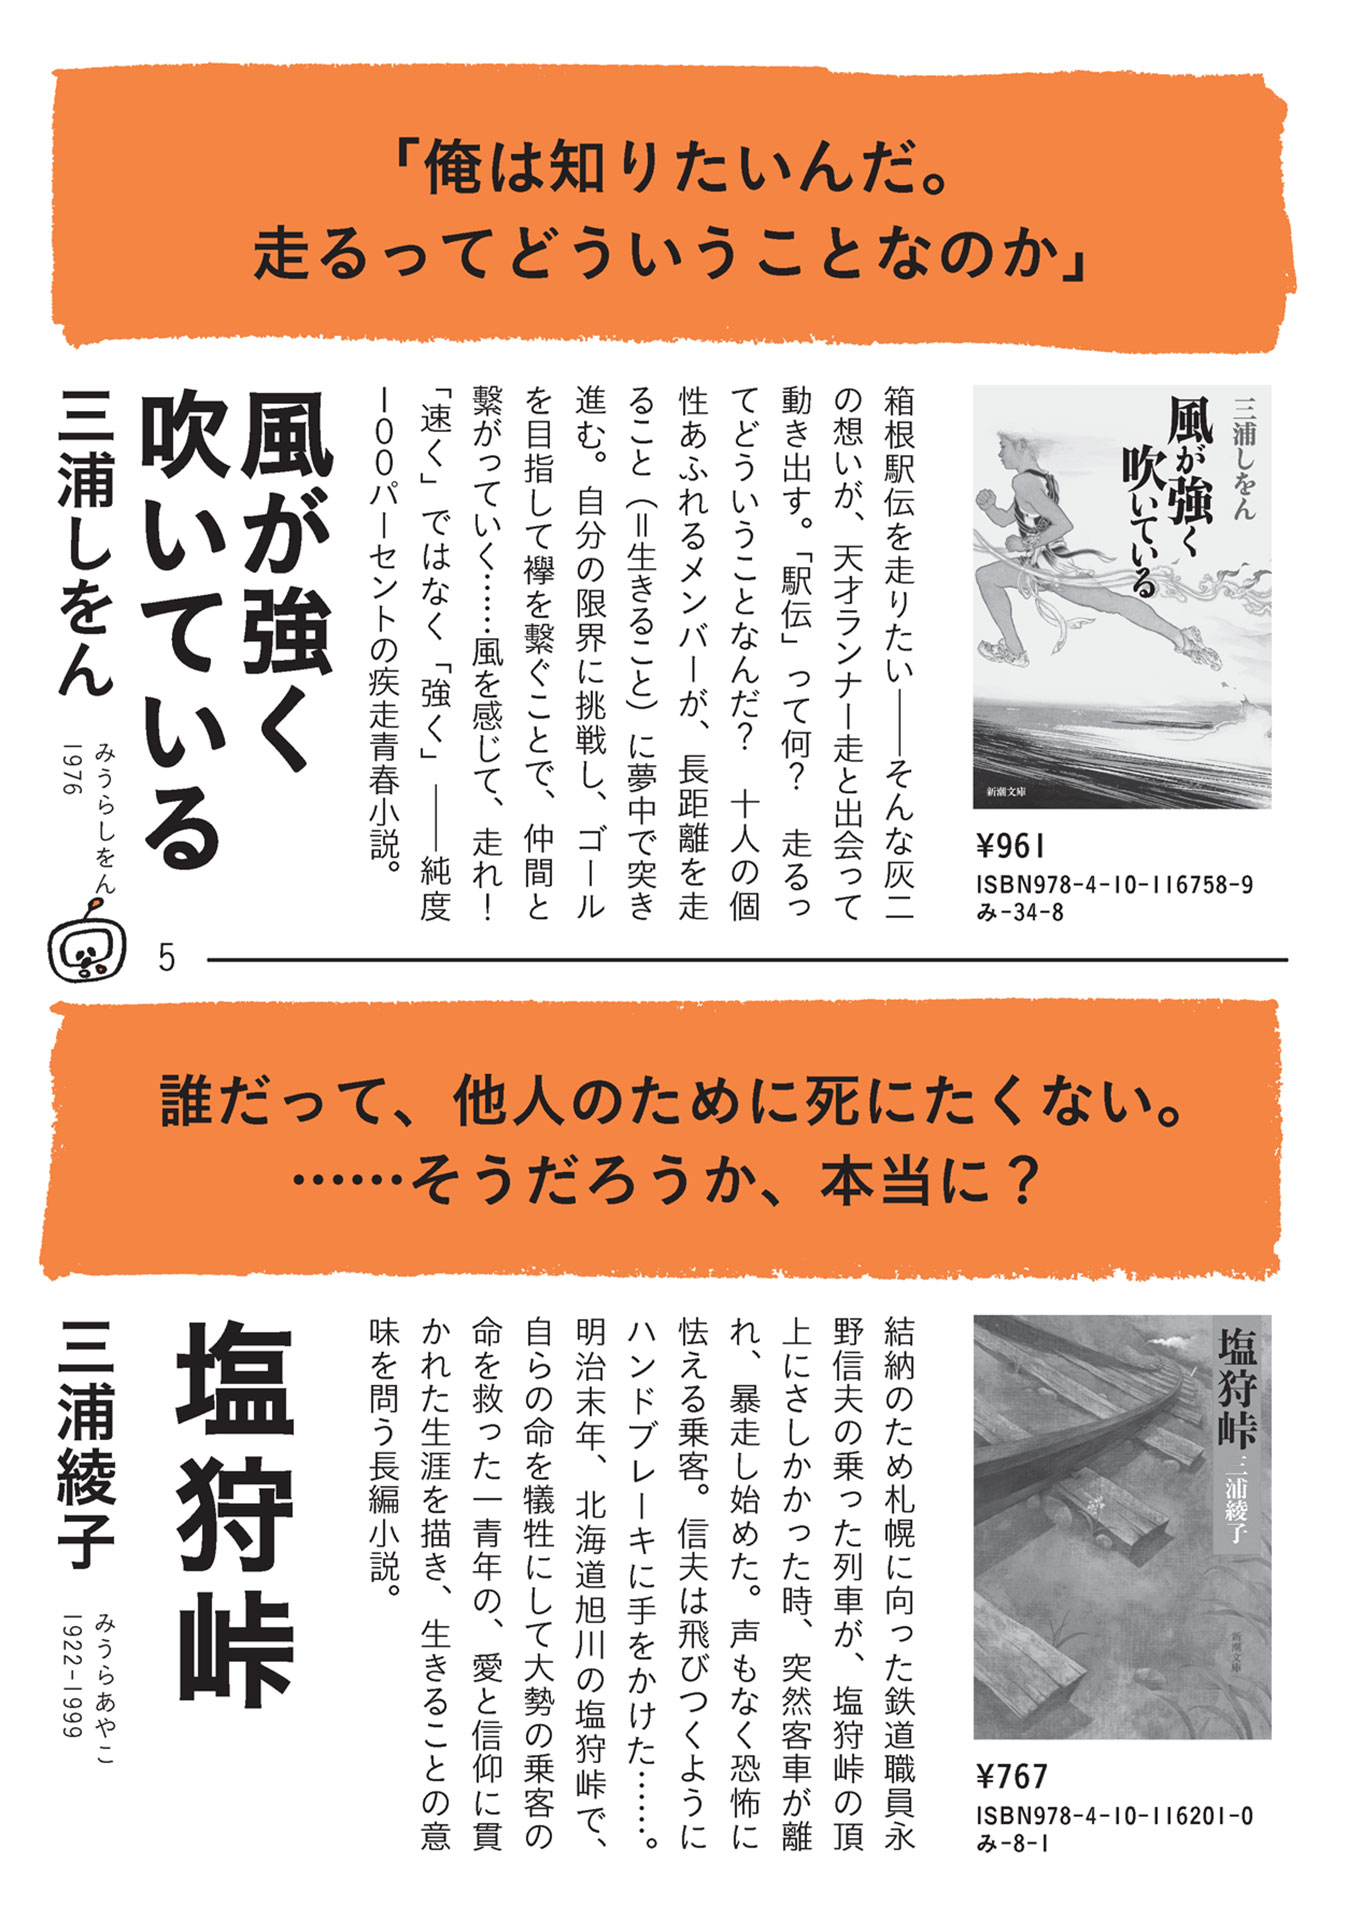 「俺は知りたいんだ。
走るってどういうことなのか」
三浦しをん
風が強く
吹いている
新潮文庫
¥961
ISBN978-4-10-116758-9
み-34-8
箱根駅伝を走りたい――そんな灰二
の想いが、天才ランナー走と出会って
動き出す。「駅伝」って何？　走るっ
てどういうことなんだ？　十人の個
性あふれるメンバーが、長距離を走
ること（＝生きること）に夢中で突き
進む。自分の限界に挑戦し、ゴール
を目指して襷を繋ぐことで、仲間と
繋がっていく……風を感じて、走れ！
「速く」ではなく「強く」――純度
100パーセントの疾走青春小説。
風が強く
吹いている
三浦しをん
みうらしをん
1976
5
誰だって、他人のために死にたくない。
……そうだろうか、本当に？
塩狩峠
三浦綾子
新潮文庫
¥767
ISBN978-4-10-116201-0
み-8-1
結納のため札幌に向った鉄道職員永
野信夫の乗った列車が、塩狩峠の頂
上にさしかかった時、突然客車が離
れ、暴走し始めた。声もなく恐怖に
怯える乗客。信夫は飛びつくように
ハンドブレーキに手をかけた……。
明治末年、北海道旭川の塩狩峠で、
自らの命を犠牲にして大勢の乗客の
命を救った一青年の、愛と信仰に貫
かれた生涯を描き、生きることの意
味を問う長編小説。
塩狩峠
三浦綾子
みうらあやこ
1922-1999